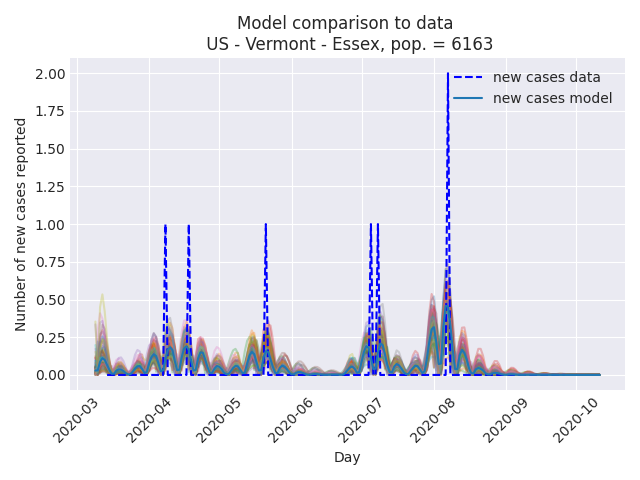 Model comparison to data
US - Vermont - Essex, pop. = 6163
new cases data
new cases model
Number of new cases reported
2.00
1.75
1.50
1.25
1.00
0.75
0.50
0.25
0.00
2020-03
2020-04
2020-05
2020-06
2020-07
2020-08
2020-09
2020-10
Day